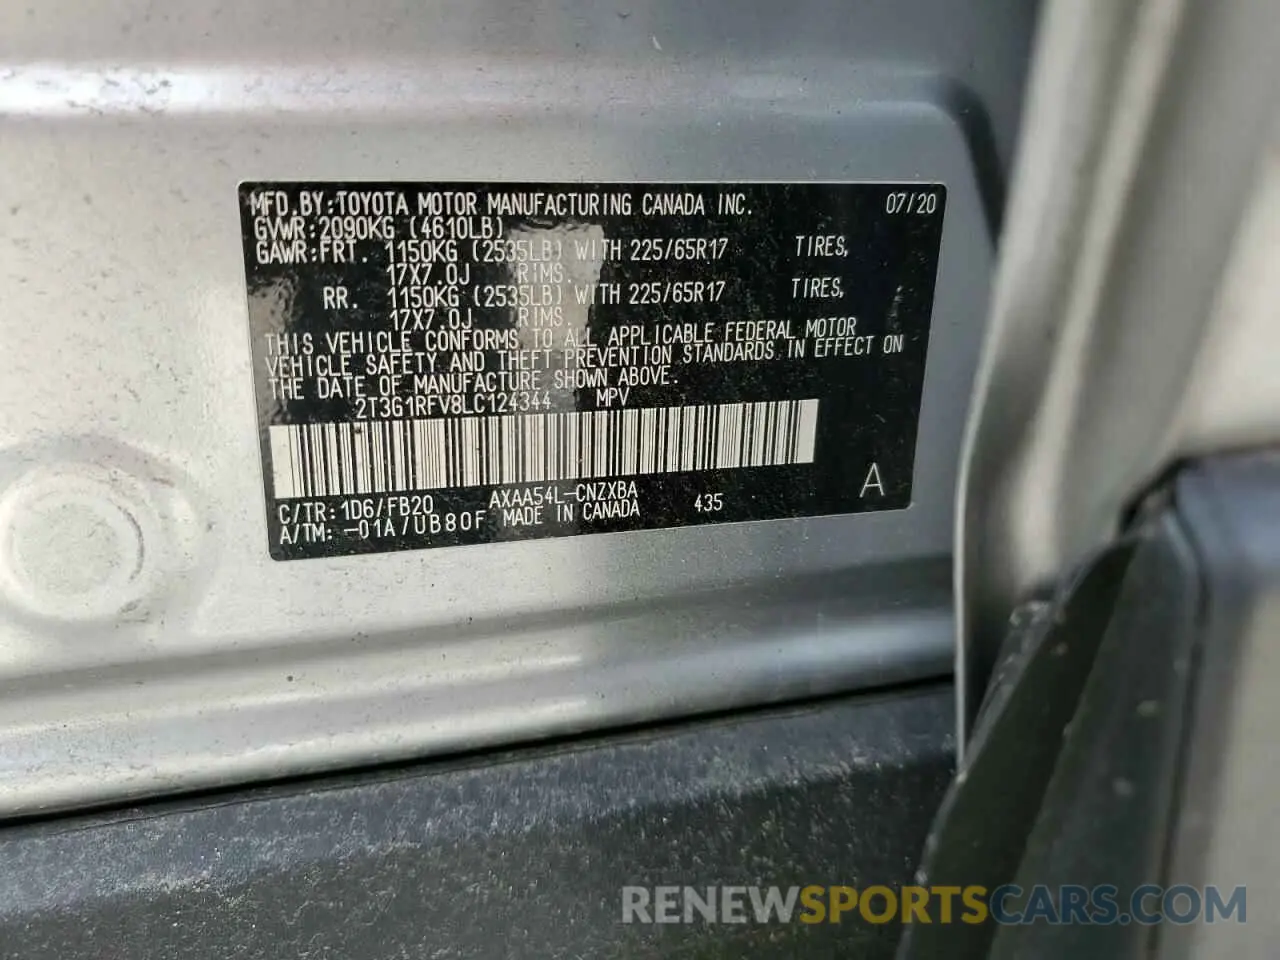 MFD.BY:TOYOTA MOTOR MANUFACTURING CANADA INC. 07/20
GVWR:2090KG (4610LB)
GAWR:FRT. 1150KG (2535LB) WITH 225/65R17 TIRES,
17X7.0J RIMS.
RR. 1150KG (2535LB) WITH 225/65R17 TIRES,
17X7.0J RIMS.
THIS VEHICLE CONFORMS TO ALL APPLICABLE FEDERAL MOTOR
VEHICLE SAFETY AND THEFT PREVENTION STANDARDS IN EFFECT ON
THE DATE OF MANUFACTURE SHOWN ABOVE.
2T3G1RFV8LC124344 MPV
C/TR:1D6/FB20 AXAA54L-CNZXBA 435 A
A/TM: -01A/UB80F MADE IN CANADA
RENEWSPORTSCARS.COM